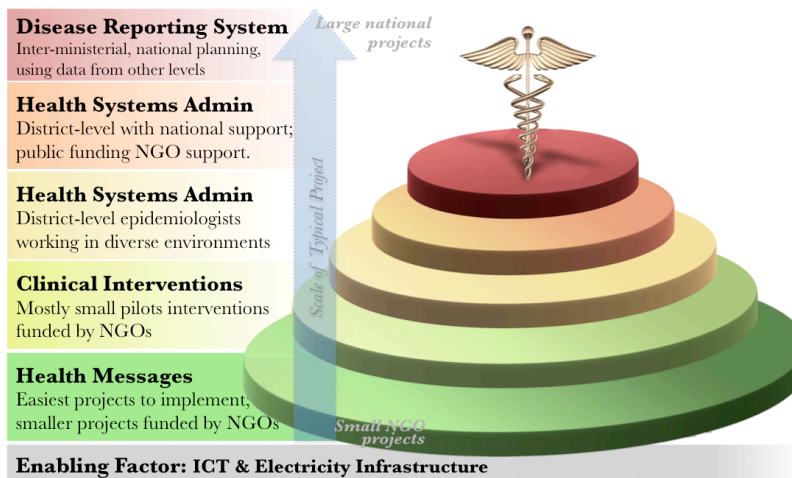 Disease Reporting System
Inter-ministerial, national planning,
using data from other levels
Large national
projects
Health Systems Admin
District-level with national support;
public funding NGO support.
Health Systems Admin
District-level epidemiologists
working in diverse environments
Scale of Typical Project
Clinical Interventions
Mostly small pilots interventions
funded by NGOs
Health Messages
Easiest projects to implement;
smaller projects funded by NGOs
Small NGO
projects
Enabling Factor: ICT & Electricity Infrastructure